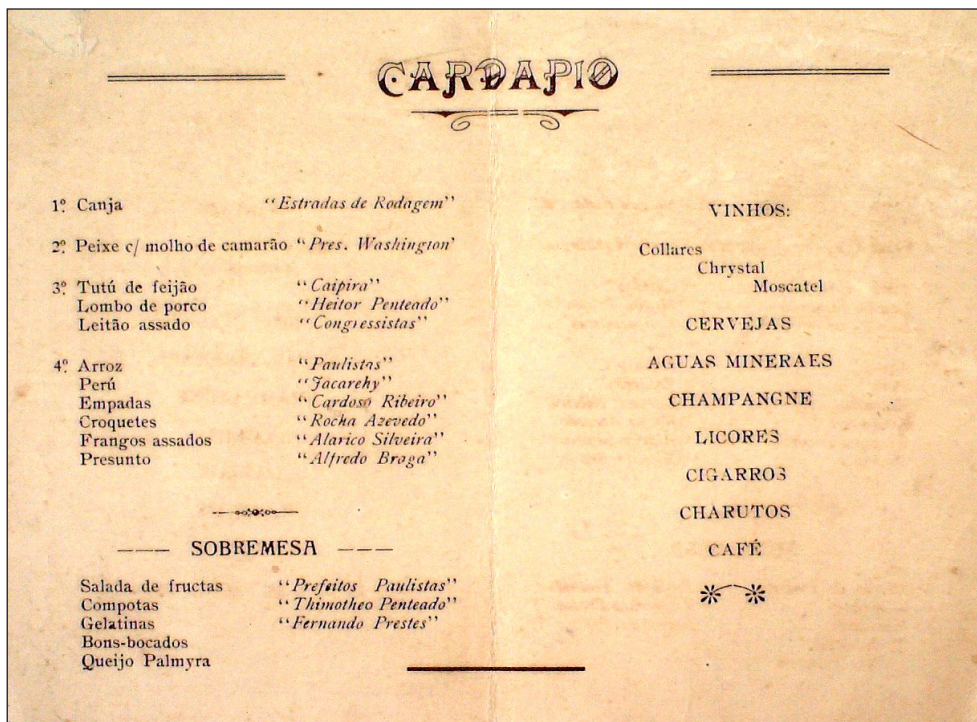 CARDAPIO
1º Canja "Estradas de Rodagem"
2º Peixe c/ molho de camarão "Pres. Washington'
3º Tutú de feijão "Caipira"
Lombo de porco "Heitor Penteado"
Leitão assado "Congressistas"
4º Arroz "Paulistas"
Perú "Jacarehy"
Empadas "Cardoso Ribeiro"
Croquetes "Rocha Azevedo"
Frangos assados "Alarico Silveira"
Presunto "Alfredo Braga"
SOBREMESA
Salada de fructas "Prefeitos Paulistas"
Compotas "Thimotheo Penteado"
Gelatinas "Fernando Prestes"
Bons-bocados
Queijo Palmyra
VINHOS:
Collares
Chrystal
Moscatel
CERVEJAS
AGUAS MINERAES
CHAMPANGNE
LICORES
CIGARROS
CHARUTOS
CAFÉ